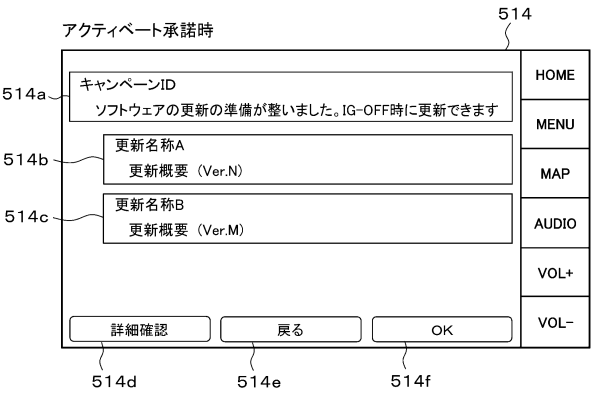 アクティベート承諾時
514
514a
キャンペーンID
ソフトウェアの更新の準備が整いました。IG-OFF時に更新できます
514b
更新名称A
更新概要（Ver.N）
514c
更新名称B
更新概要（Ver.M）
HOME
MENU
MAP
AUDIO
VOL+
VOL-
詳細確認
戻る
OK
514d
514e
514f